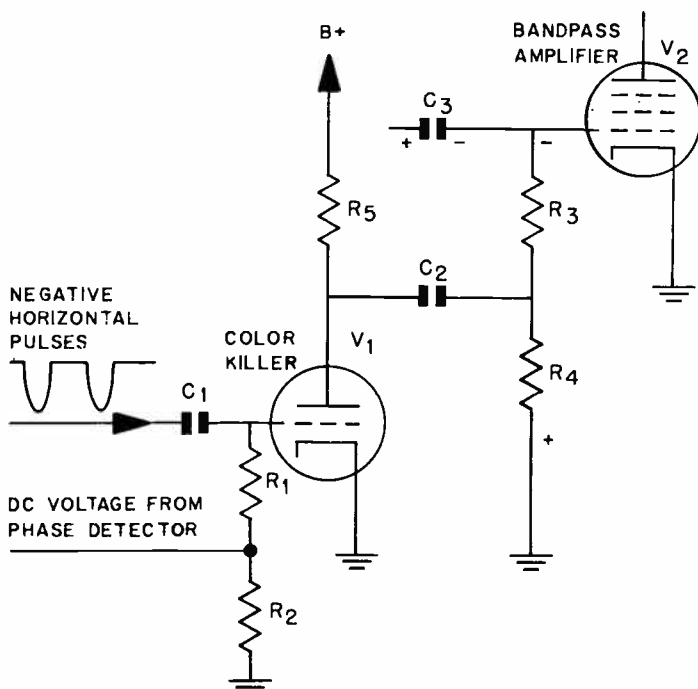 BANDPASS
AMPLIFIER
V2
B+
C3
+ - -
R3
R5
C2
NEGATIVE
HORIZONTAL
PULSES
COLOR
KILLER
V1
R4
C1
+
R1
DC VOLTAGE FROM
PHASE DETECTOR
R2